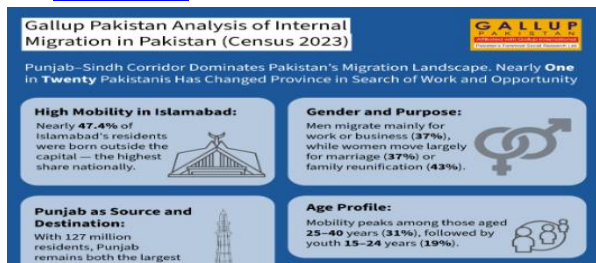 Gallup Pakistan Analysis of Internal
Migration in Pakistan (Census 2023)
GALLUP
PAKISTAN
Affiliated with Gallup International
Punjab–Sindh Corridor Dominates Pakistan's Migration Landscape. Nearly One
in Twenty Pakistanis Has Changed Province in Search of Work and Opportunity
High Mobility in Islamabad:
Nearly 47.4% of
Islamabad's residents
were born outside the
capital — the highest
share nationally.
Gender and Purpose:
Men migrate mainly for
work or business (37%),
while women move largely
for marriage (37%) or
family reunification (43%).
Punjab as Source and
Destination:
With 127 million
residents, Punjab
remains both the largest
Age Profile:
Mobility peaks among those aged
25–40 years (31%), followed by
youth 15–24 years (19%).